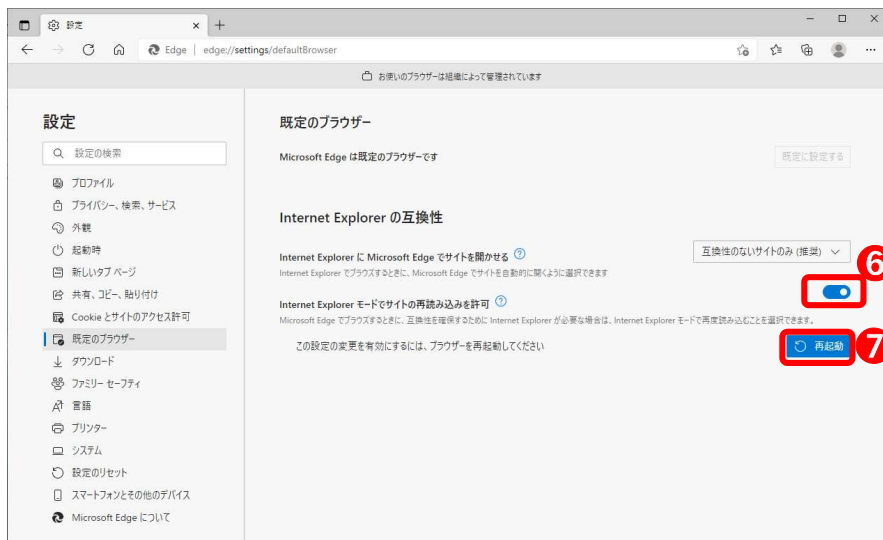 設定
Edge edge://settings/defaultBrowser
お使いのブラウザーは組織によって管理されています
設定
設定の検索
プロファイル
プライバシー、検索、サービス
外観
起動時
新しいタブ ページ
共有、コピー、貼り付け
Cookie とサイトのアクセス許可
既定のブラウザー
ダウンロード
ファミリー セーフティ
言語
プリンター
システム
設定のリセット
スマートフォンとその他のデバイス
Microsoft Edge について
既定のブラウザー
Microsoft Edge は既定のブラウザーです
既定に設定する
Internet Explorer の互換性
Internet Explorer に Microsoft Edge でサイトを開かせる
互換性のないサイトのみ (推奨)
Internet Explorer でブラウズするときに、Microsoft Edge でサイトを自動的に開くように選択できます
❻
Internet Explorer モードでサイトの再読み込みを許可
Microsoft Edge でブラウズするときに、互換性を確保するために Internet Explorer が必要な場合は、Internet Explorer モードで再度読み込むことを選択できます。
この設定の変更を有効にするには、ブラウザーを再起動してください
再起動
❼